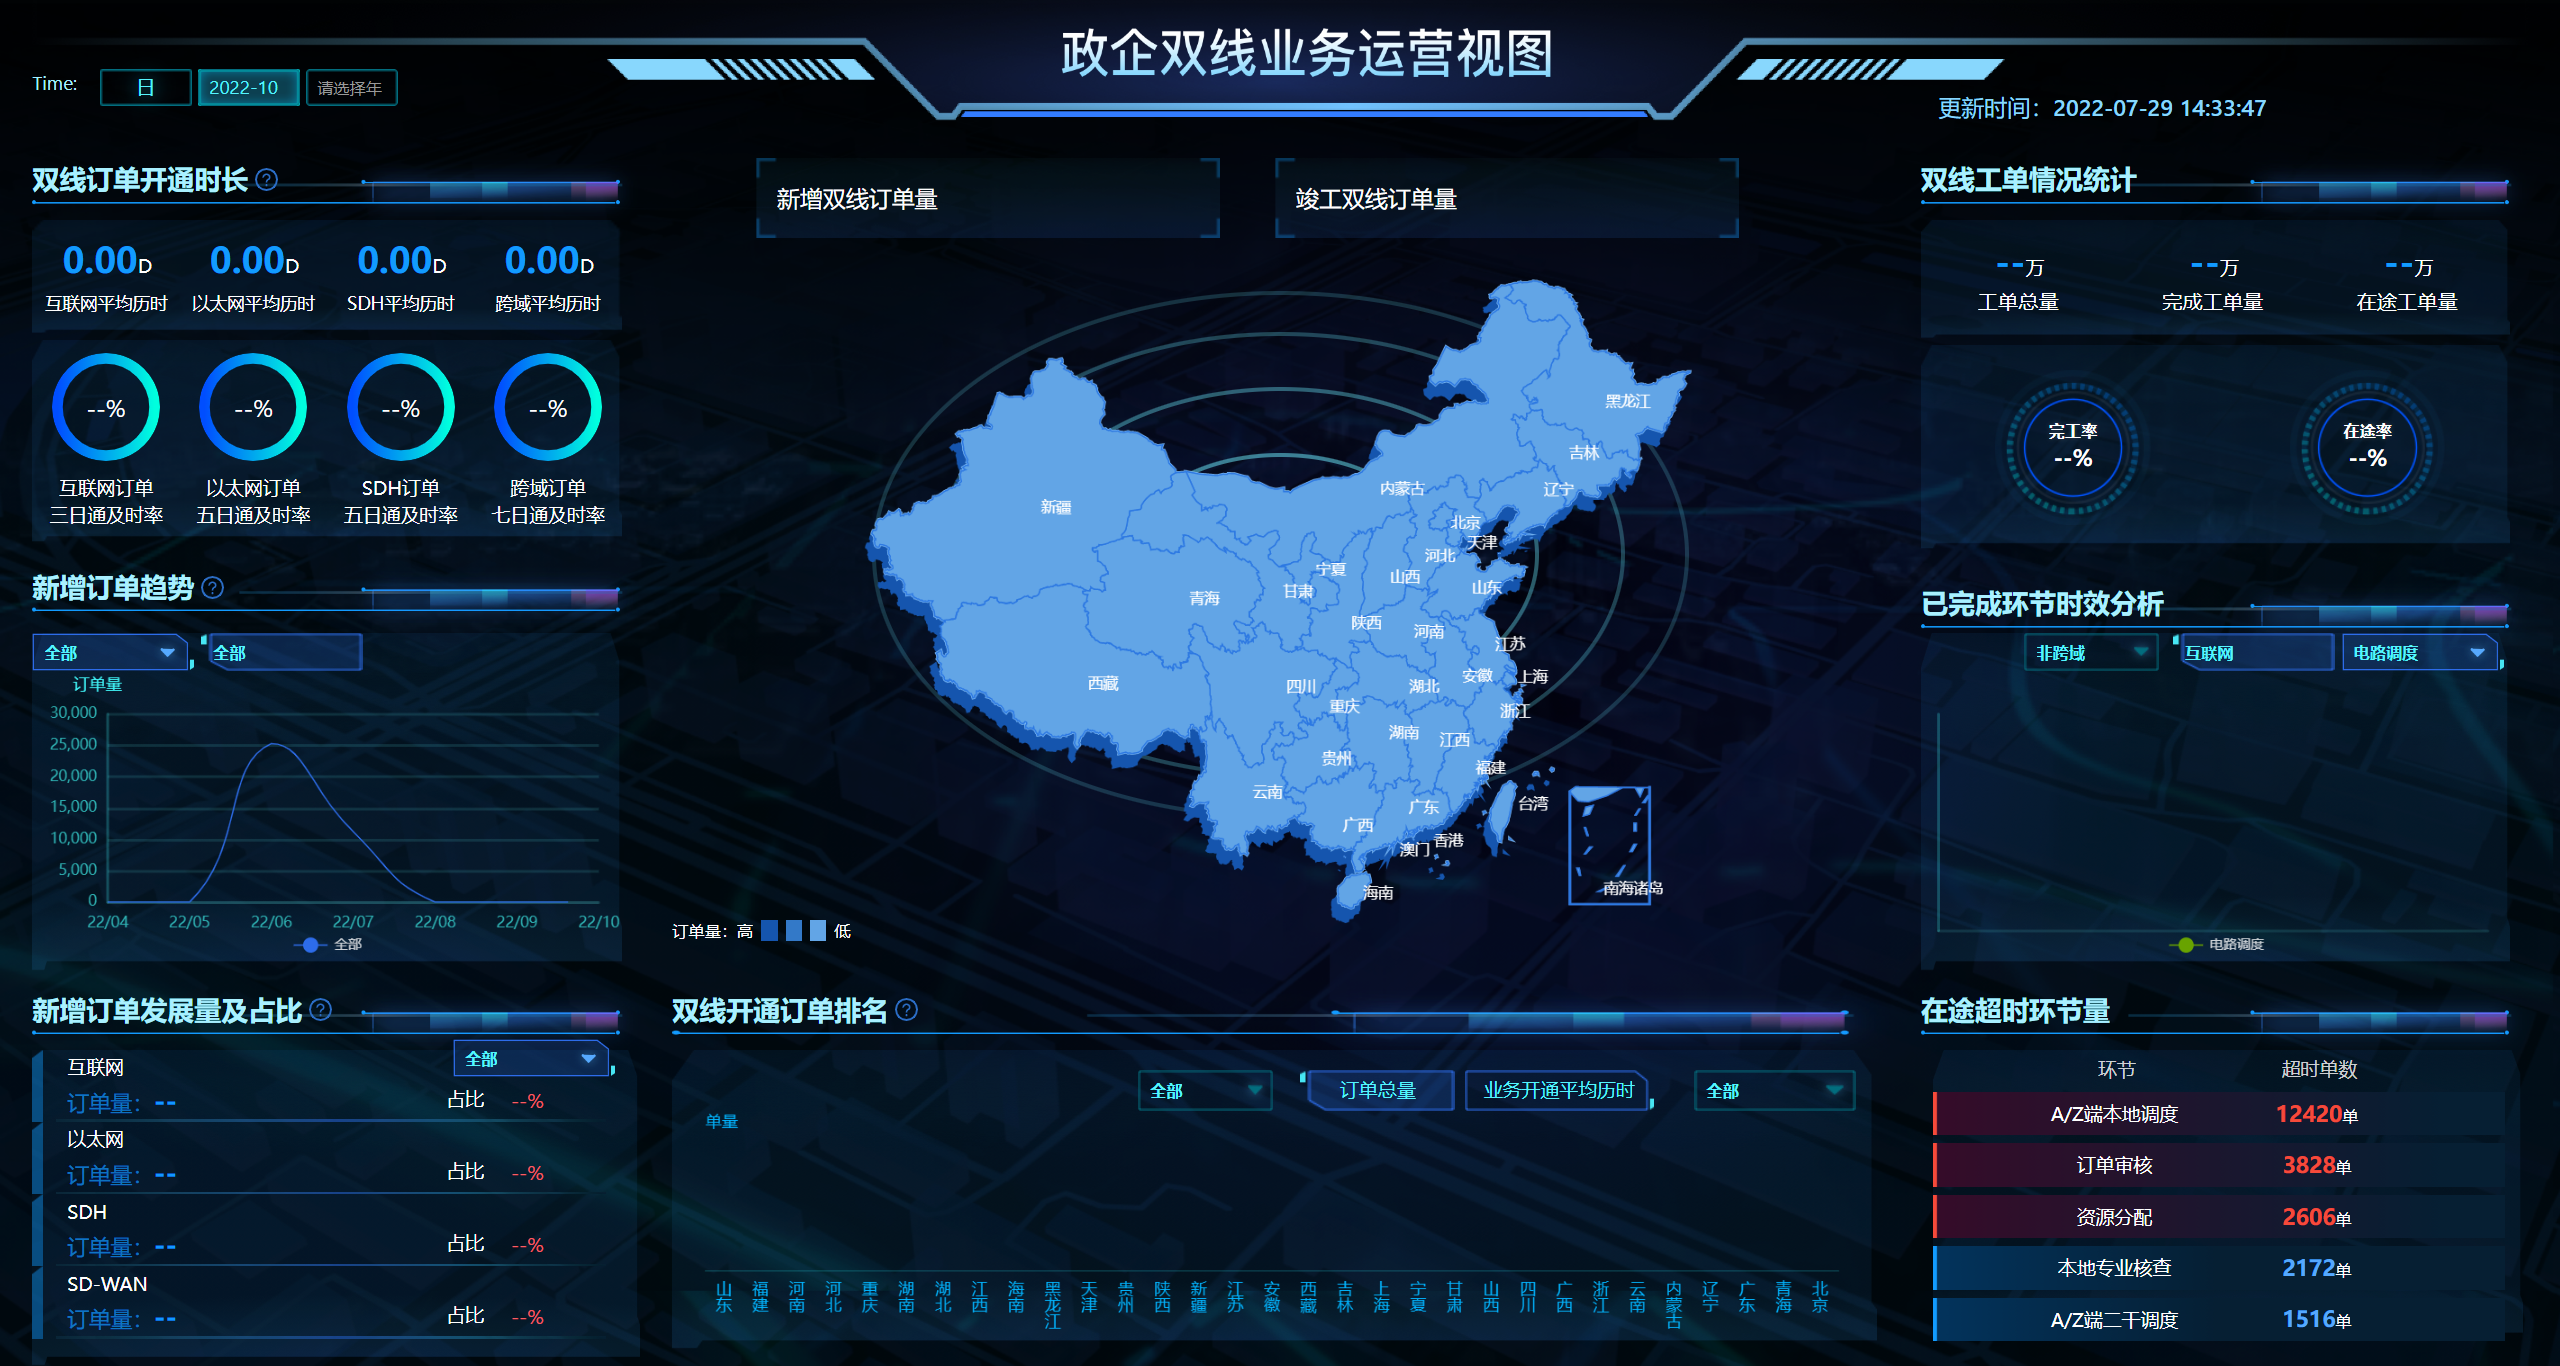 政企双线业务运营视图
Time:
日
2022-10
请选择年
更新时间：2022-07-29 14:33:47
双线订单开通时长 ?
0.00D
0.00D
0.00D
0.00D
互联网平均历时
以太网平均历时
SDH平均历时
跨域平均历时
--%
--%
--%
--%
互联网订单
三日通及时率
以太网订单
五日通及时率
SDH订单
五日通及时率
跨域订单
七日通及时率
新增订单趋势 ?
全部
全部
订单量
30,000
25,000
20,000
15,000
10,000
5,000
0
22/04
22/05
22/06
22/07
22/08
22/09
22/10
全部
新增订单发展量及占比 ?
全部
互联网
订单量：--
占比 --%
以太网
订单量：--
占比 --%
SDH
订单量：--
占比 --%
SD-WAN
订单量：--
占比 --%
新增双线订单量
竣工双线订单量
黑龙江
吉林
辽宁
内蒙古
新疆
北京
天津
河北
宁夏
山西
山东
甘肃
青海
陕西
河南
江苏
安徽
上海
西藏
四川
湖北
重庆
浙江
湖南
江西
贵州
福建
云南
台湾
广东
广西
香港
澳门
海南
南海诸岛
订单量：高
低
双线开通订单排名 ?
全部
订单总量
业务开通平均历时
全部
单量
山东
福建
河南
河北
重庆
湖南
湖北
江西
海南
黑龙江
天津
贵州
陕西
新疆
江苏
安徽
西藏
吉林
上海
宁夏
甘肃
山西
四川
广西
浙江
云南
内蒙古
辽宁
广东
青海
北京
双线工单情况统计
--万
--万
--万
工单总量
完成工单量
在途工单量
完工率
--%
在途率
--%
已完成环节时效分析
非跨域
互联网
电路调度
电路调度
在途超时环节量
环节
超时单数
A/Z端本地调度
12420单
订单审核
3828单
资源分配
2606单
本地专业核查
2172单
A/Z端二干调度
1516单